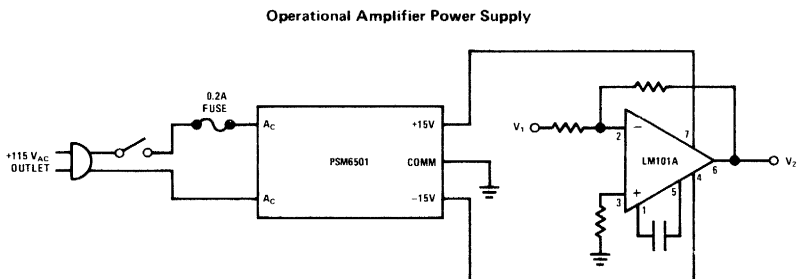 Operational Amplifier Power Supply
0.2A
FUSE
+115 VAC
OUTLET
AC
AC
PSM6501
+15V
COMM
−15V
V1
2
−
7
LM101A
6
V2
4
5
+
3
1